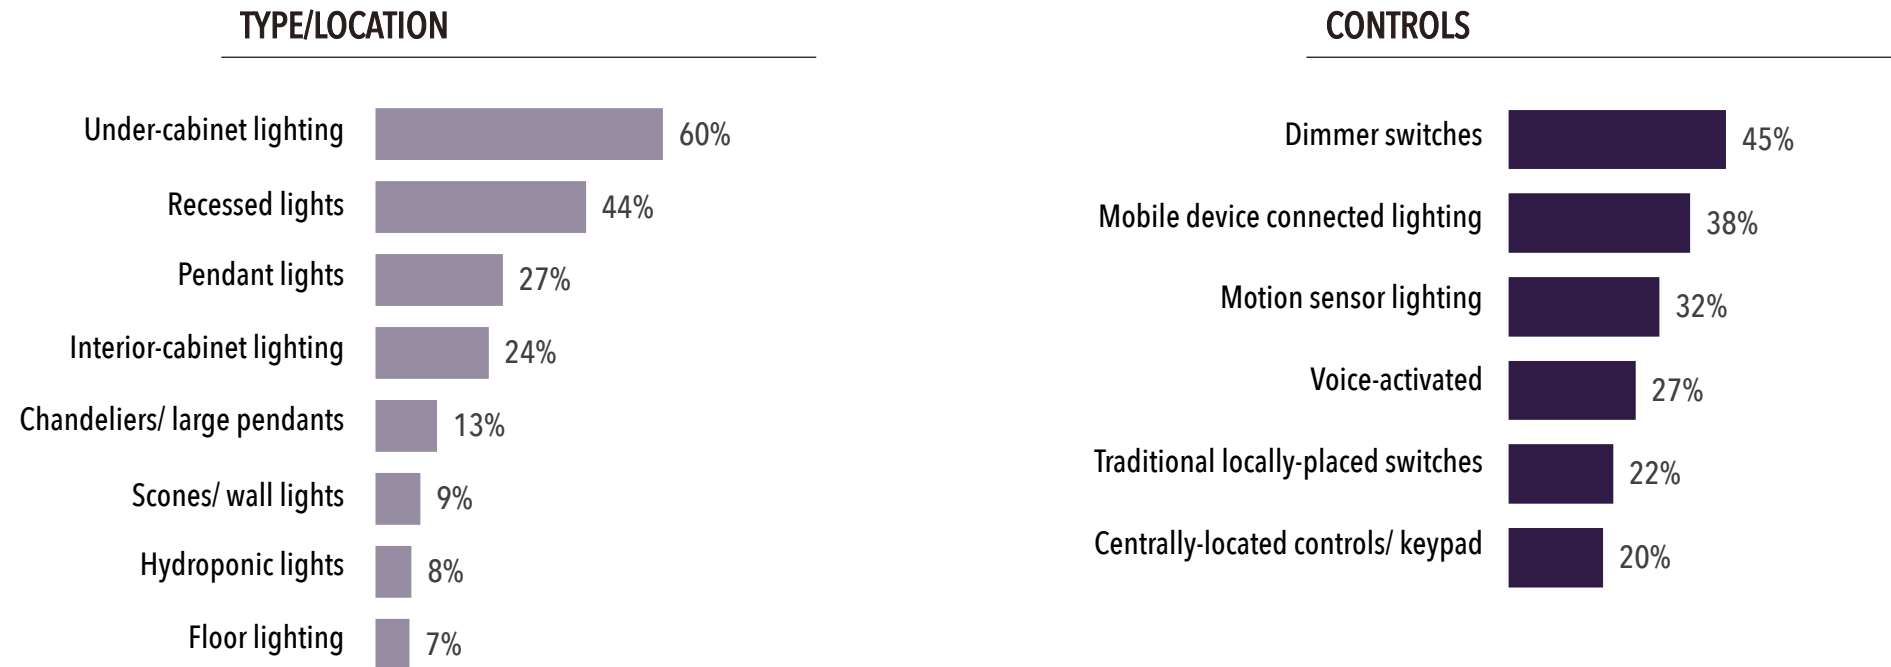 TYPE/LOCATION
Under-cabinet lighting 60%
Recessed lights 44%
Pendant lights 27%
Interior-cabinet lighting 24%
Chandeliers/ large pendants 13%
Scones/ wall lights 9%
Hydroponic lights 8%
Floor lighting 7%
CONTROLS
Dimmer switches 45%
Mobile device connected lighting 38%
Motion sensor lighting 32%
Voice-activated 27%
Traditional locally-placed switches 22%
Centrally-located controls/ keypad 20%